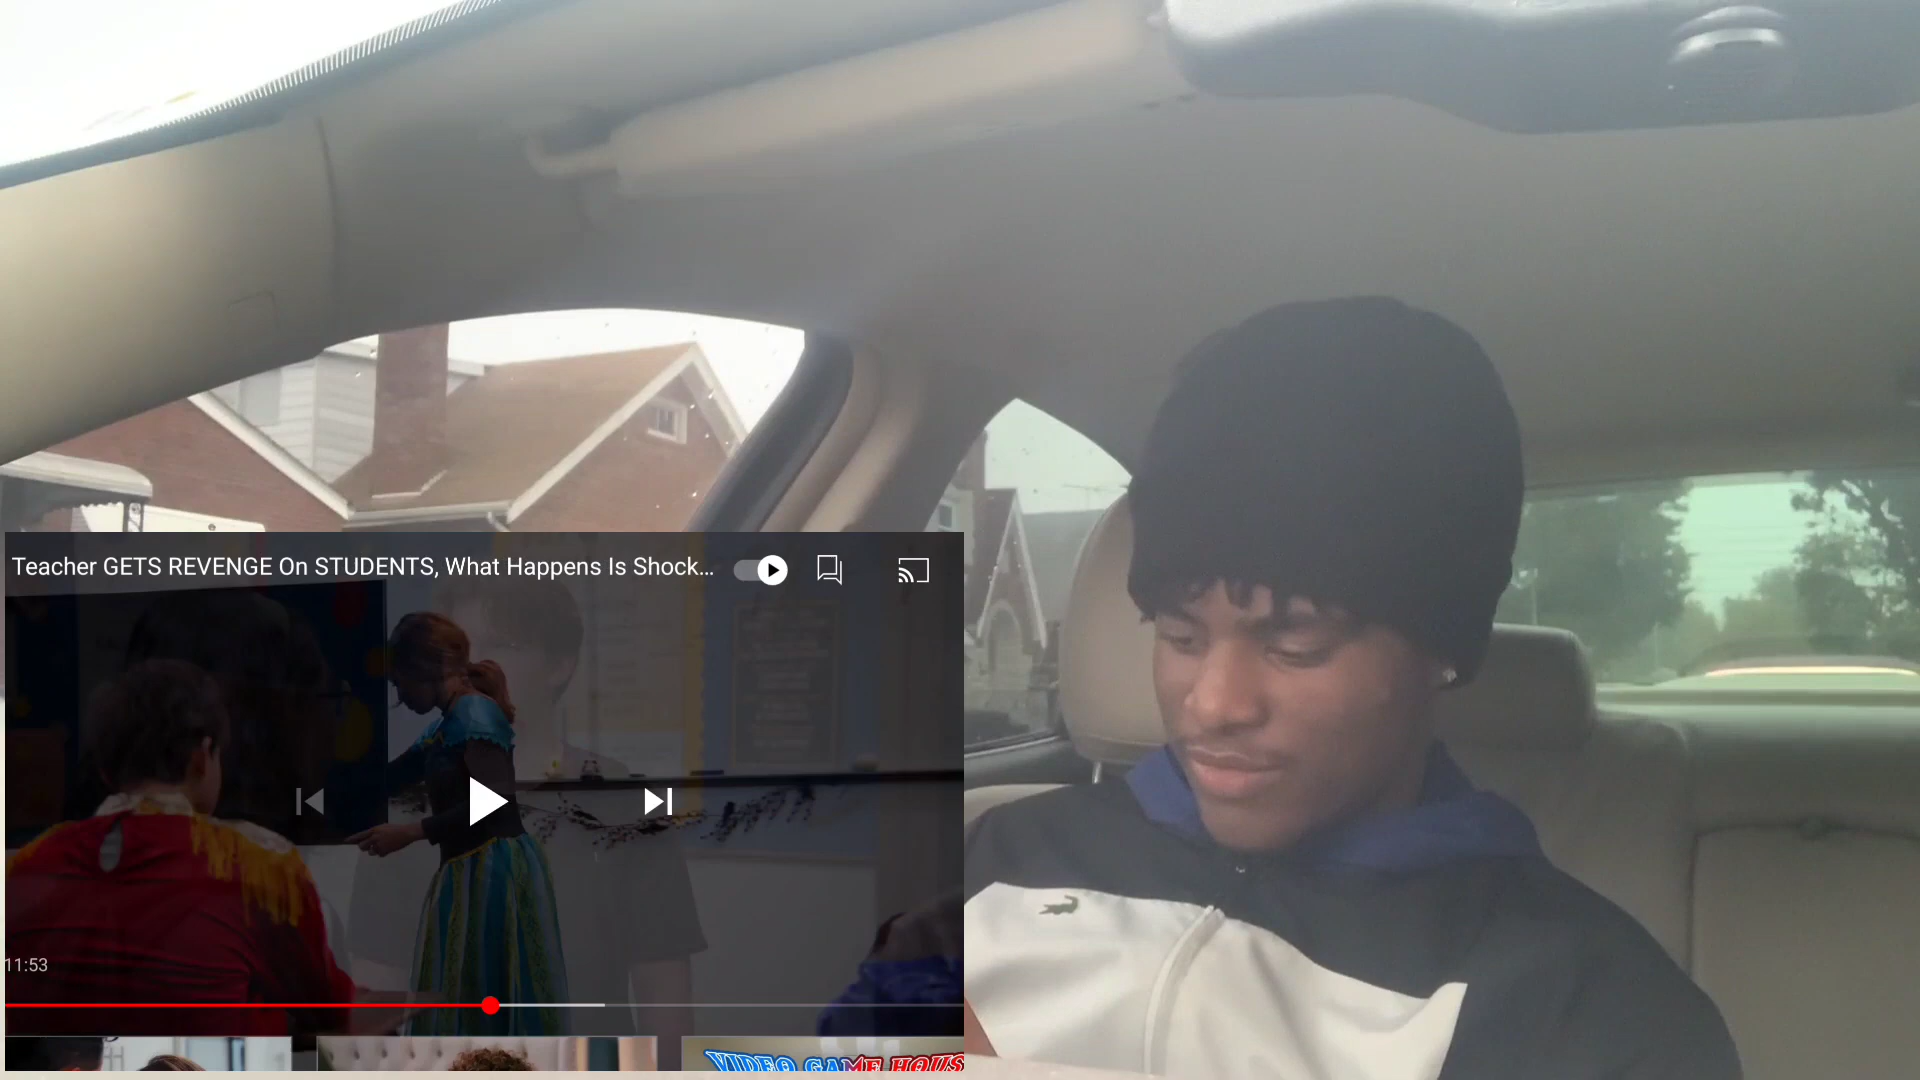 Teacher GETS REVENGE On STUDENTS, What Happens Is Shock...
11:53
VIDEO GAME HOUS